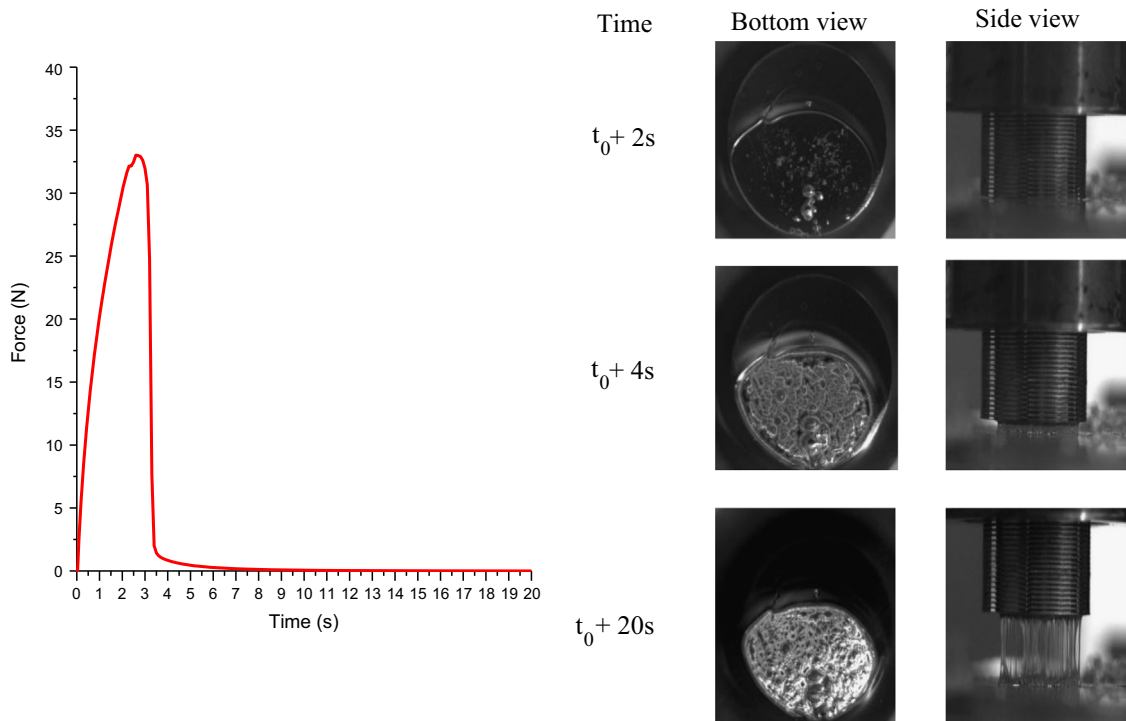 Time Bottom view Side view
40
35
30
25
20
15
10
5
0
Force (N)
0 1 2 3 4 5 6 7 8 9 10 11 12 13 14 15 16 17 18 19 20
Time (s)
t0+ 2s
t0+ 4s
t0+ 20s